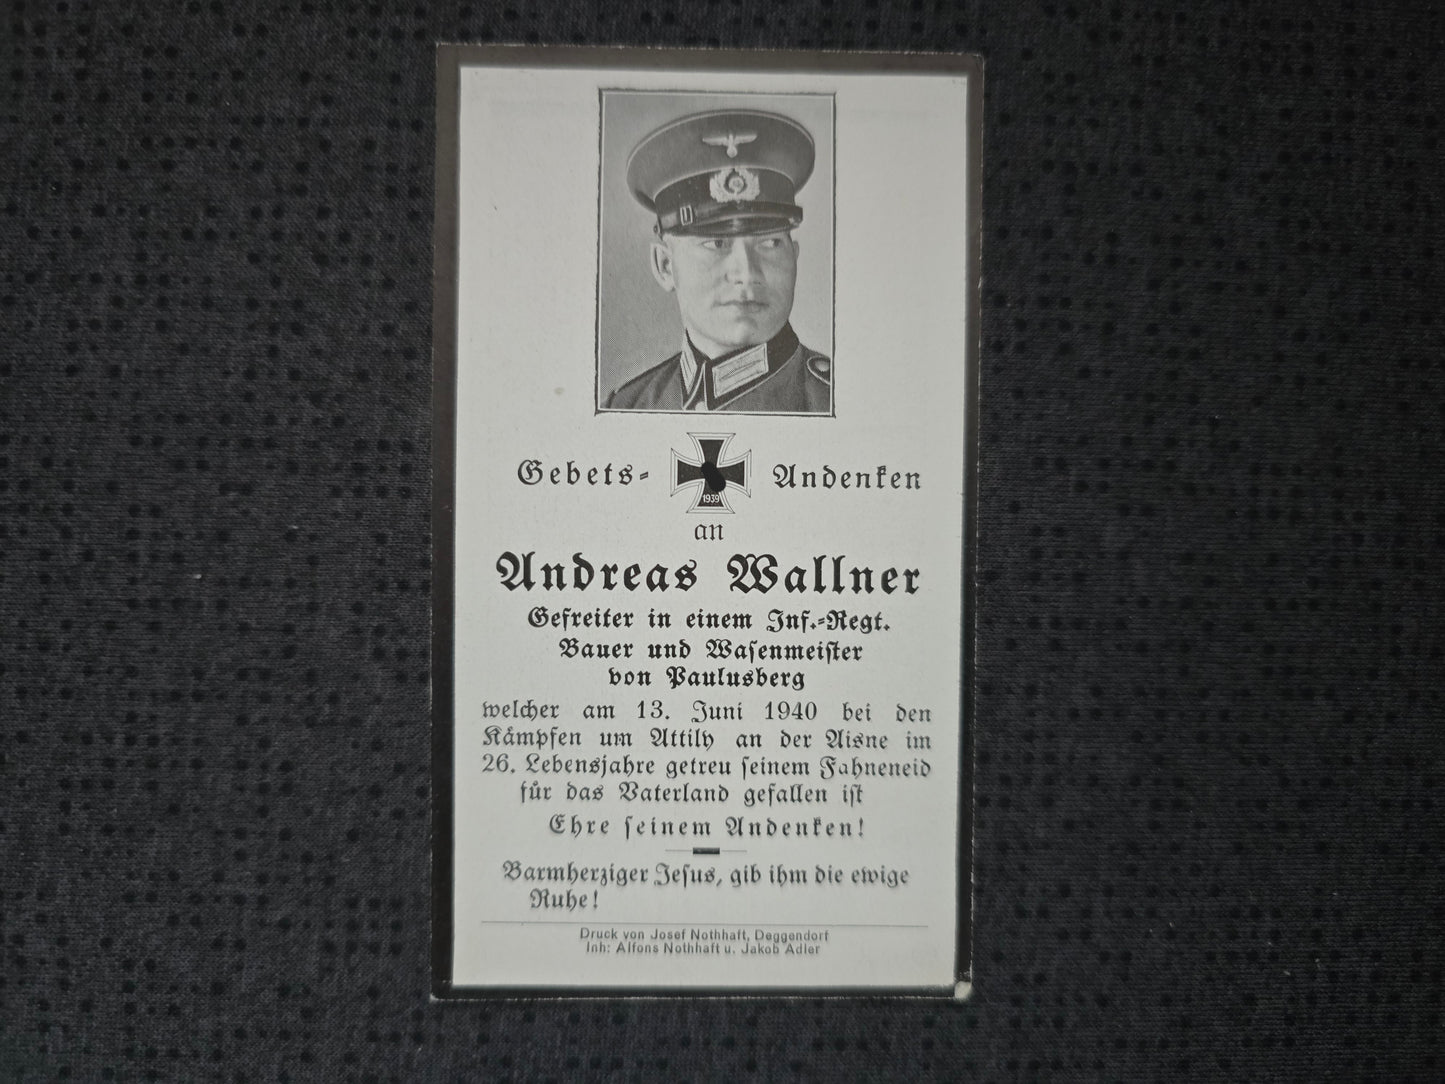 Gebets-
1939
Andenken
an
Andreas Wallner
Gefreiter in einem Inf.-Regt.
Bauer und Wasenmeister
von Paulusberg
welcher am 13. Juni 1940 bei den
Kämpfen um Attily an der Aisne im
26. Lebensjahre getreu seinem Fahneneid
für das Vaterland gefallen ist
Ehre seinem Andenken!
Barmherziger Jesus, gib ihm die ewige
Ruhe!
Druck von Josef Nothhaft, Deggendorf
Inh: Alfons Nothhaft u. Jakob Adler